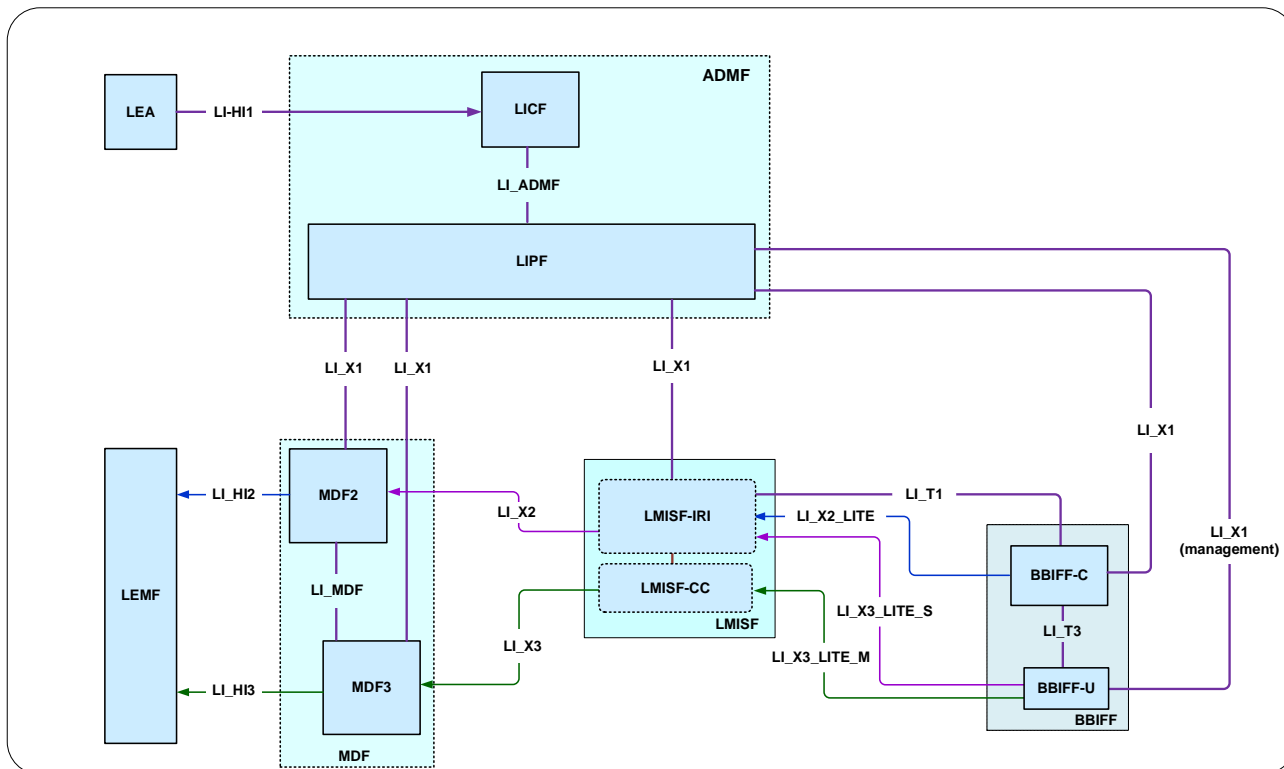 ADMF
LEA
LI-HI1
LICF
LI_ADMF
LIPF
LI_X1
LI_X1
LI_X1
LI_X1
LEMF
LI_HI2
MDF2
LI_X2
LMISF-IRI
LI_T1
LI_X2_LITE
LI_X1
(management)
BBIFF-C
LI_MDF
LMISF-CC
LI_X3_LITE_S
LMISF
LI_T3
LI_X3
LI_X3_LITE_M
LI_HI3
MDF3
BBIFF-U
BBIFF
MDF